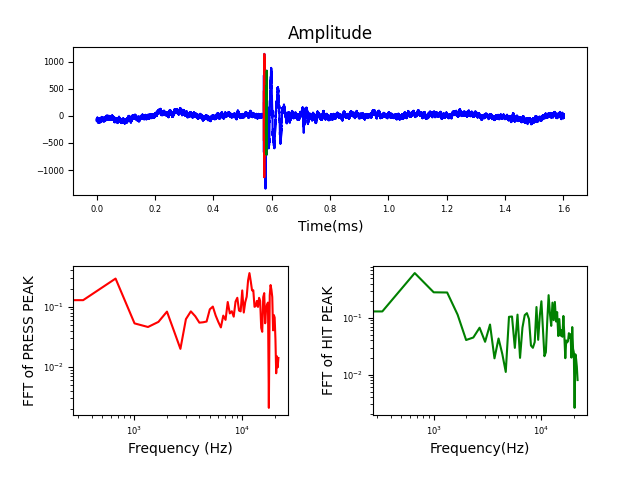 Amplitude
1000
500
0
−500
−1000
0.0 0.2 0.4 0.6 0.8 1.0 1.2 1.4 1.6
Time(ms)
FFT of PRESS PEAK
10⁻¹
10⁻²
10³ 10⁴
Frequency (Hz)
FFT of HIT PEAK
10⁻¹
10⁻²
10³ 10⁴
Frequency(Hz)